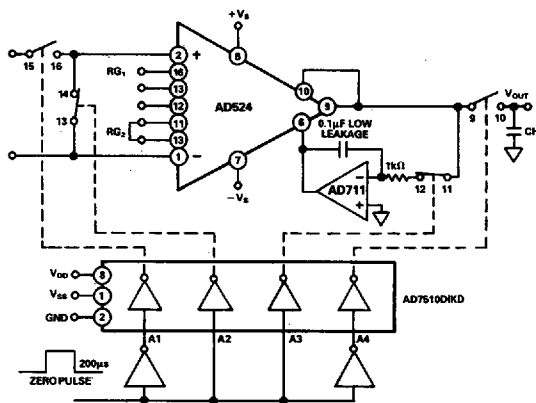 +Vs
8
15
16
2
+
RG1
16
13
12
11
RG2
13
1
−
14
13
AD524
10
9
6
7
−Vs
0.1µF LOW
LEAKAGE
AD711
−
+
1kΩ
12
11
9
10
VOUT
CH
VDD
8
VSS
1
GND
2
AD7510DIKD
A1
A2
A3
A4
200µs
ZERO PULSE